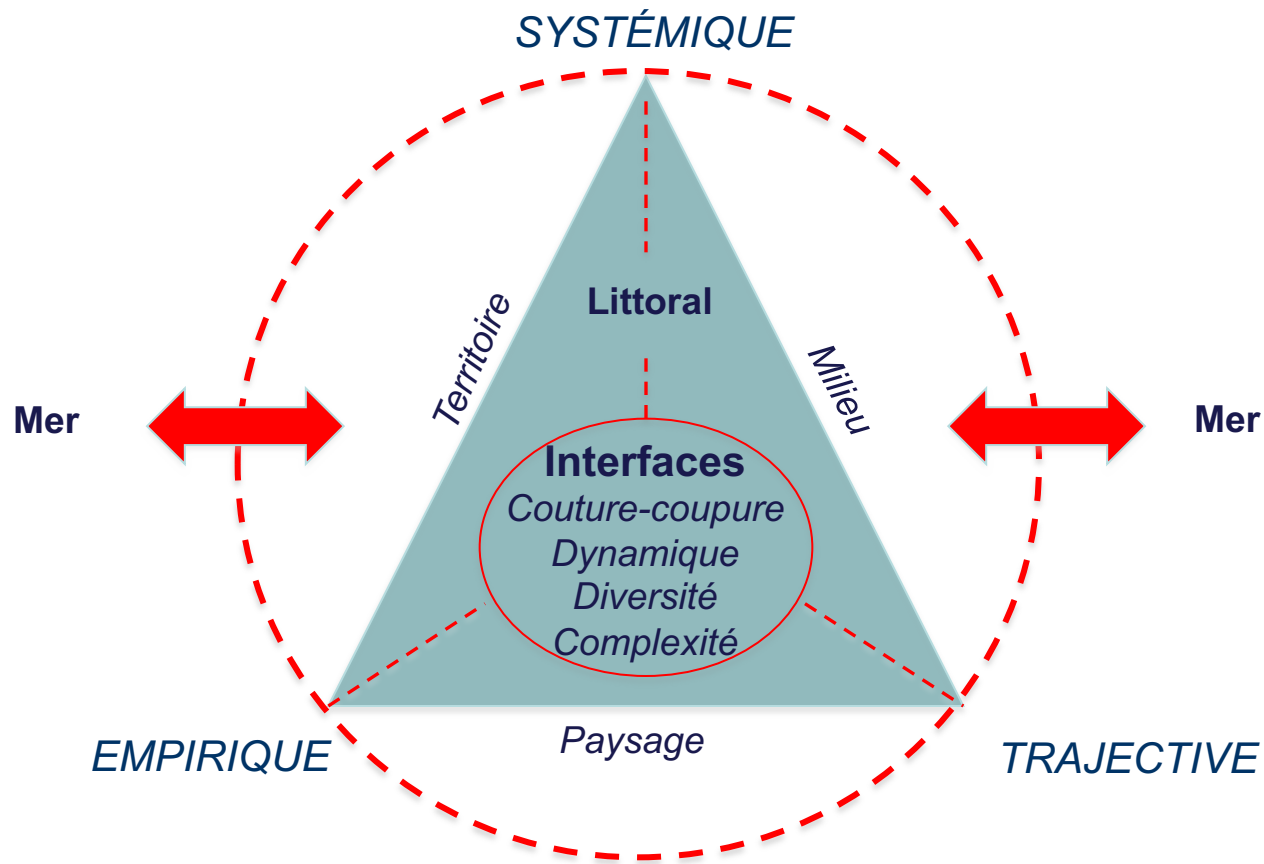 SYSTÉMIQUE
Littoral
Territoire
Milieu
Mer
Mer
Interfaces
Couture-coupure
Dynamique
Diversité
Complexité
EMPIRIQUE
Paysage
TRAJECTIVE